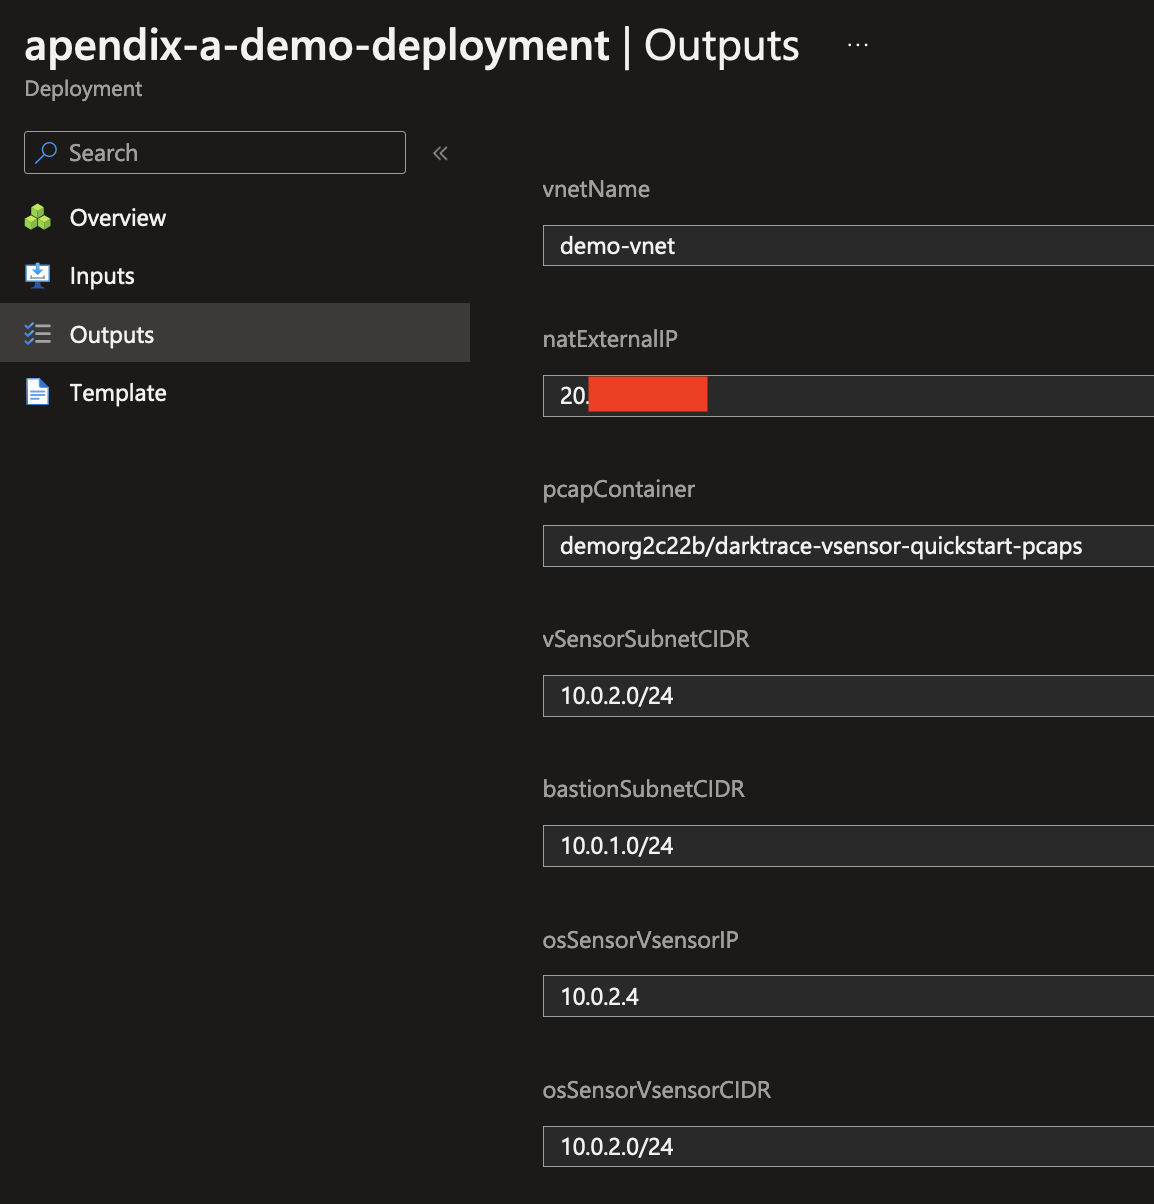 apendix-a-demo-deployment | Outputs ...
Deployment
Search «
Overview
Inputs
Outputs
Template
vnetName
demo-vnet
natExternalIP
20.
pcapContainer
demorg2c22b/darktrace-vsensor-quickstart-pcaps
vSensorSubnetCIDR
10.0.2.0/24
bastionSubnetCIDR
10.0.1.0/24
osSensorVsensorIP
10.0.2.4
osSensorVsensorCIDR
10.0.2.0/24